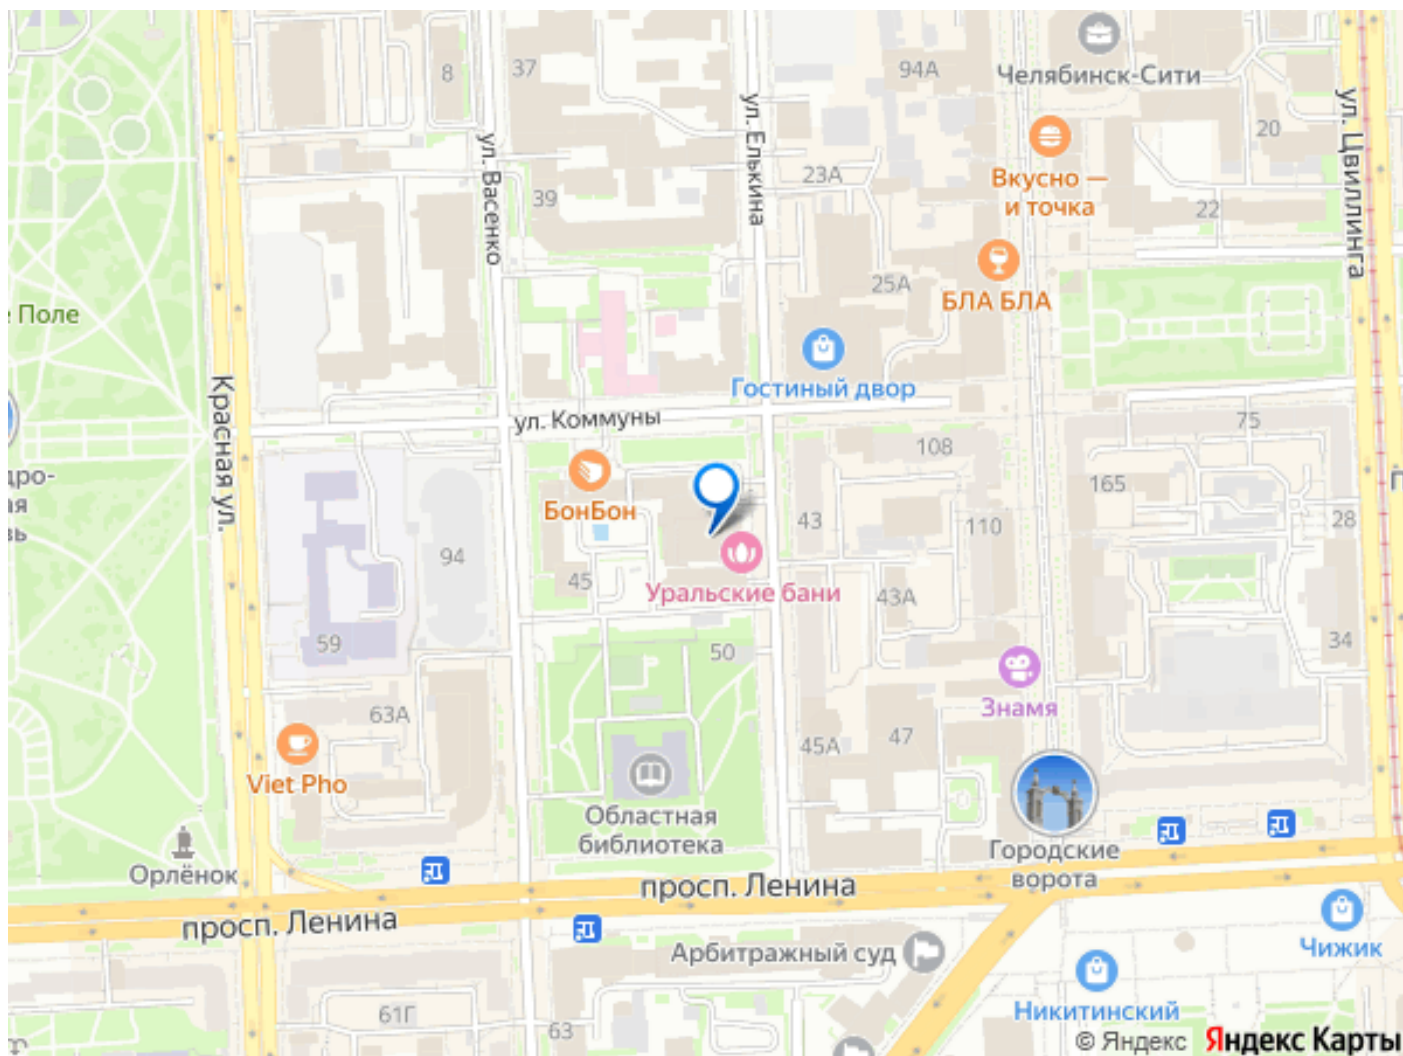 8
37
94А
Челябинск-Сити
20
ул. Цвиллинга
ул. Елькина
ул. Васенко
23А
Вкусно —
и точка
39
22
25А
БЛА БЛА
Поле
Гостиный двор
Красная ул.
ул. Коммуны
75
108
165
БонБон
43
28
110
94
45
Уральские бани
43А
59
50
34
63А
Знамя
45А
47
Viet Pho
Областная
библиотека
Городские
ворота
Орлёнок
просп. Ленина
просп. Ленина
Арбитражный суд
Чижик
Никитинский
61Г
63
© Яндекс Яндекс Карты